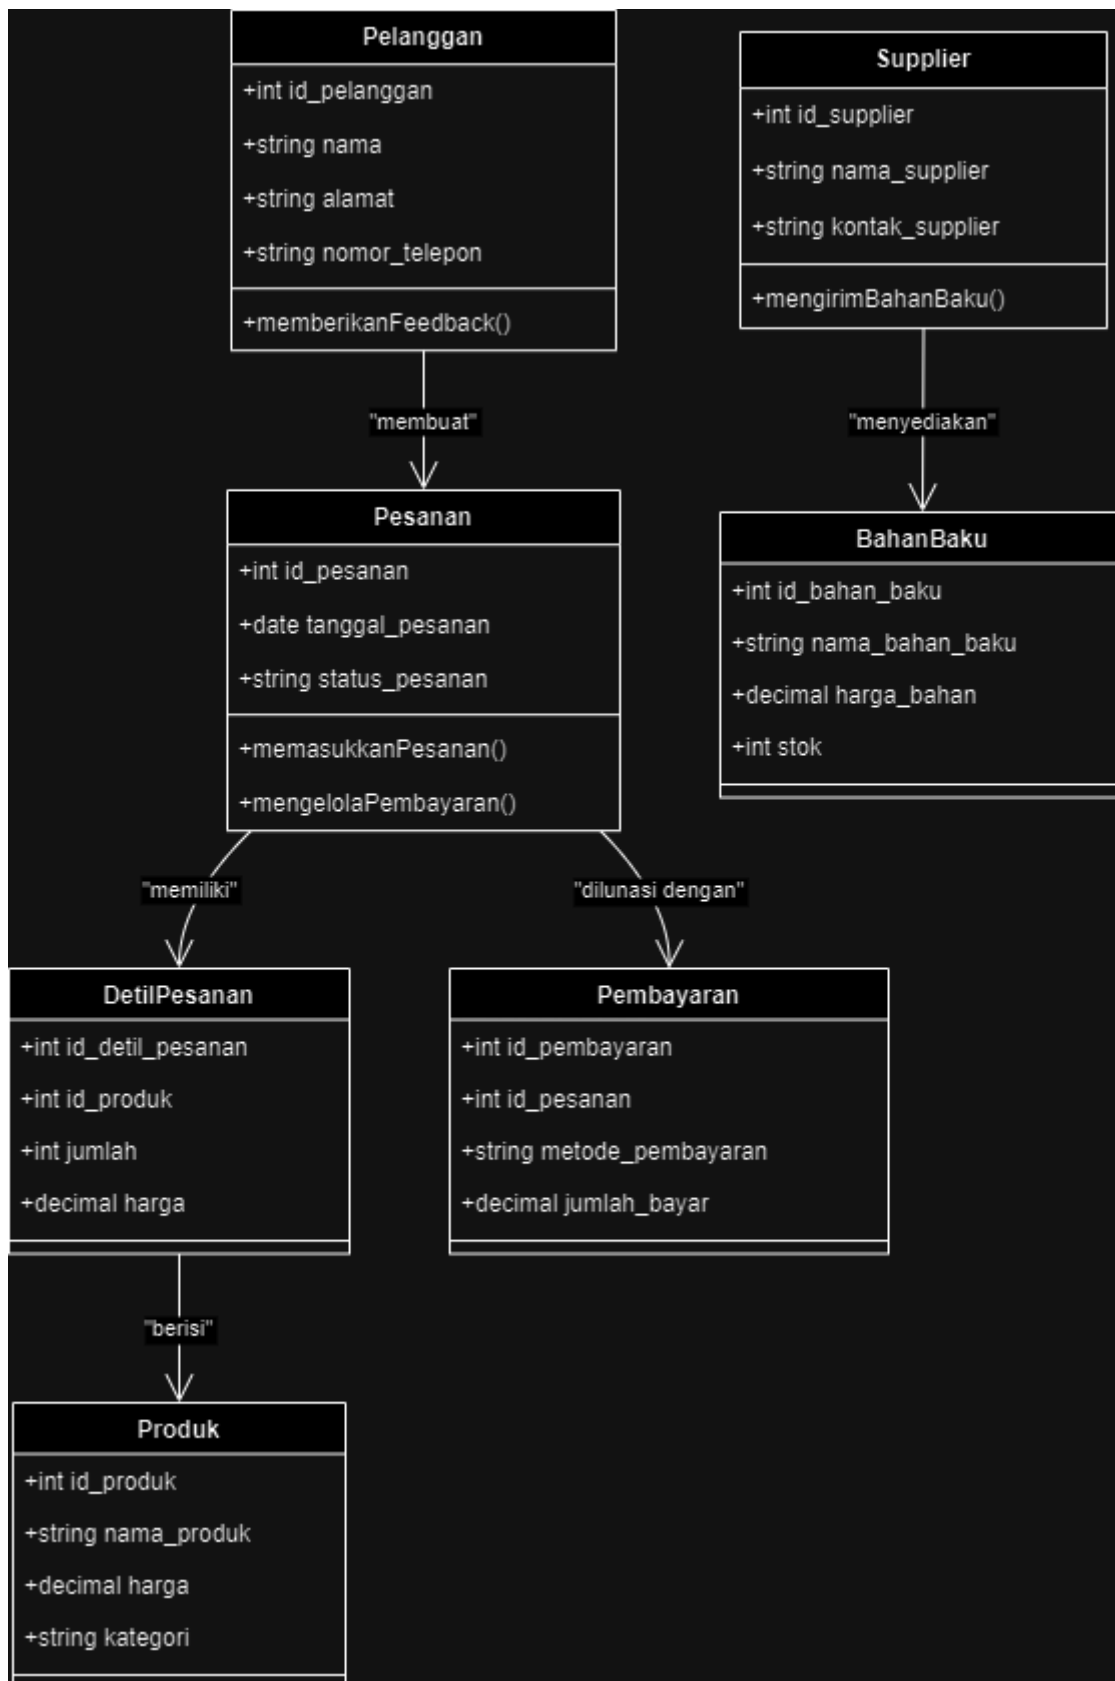 Pelanggan
+int id_pelanggan
+string nama
+string alamat
+string nomor_telepon
+memberikanFeedback()
Supplier
+int id_supplier
+string nama_supplier
+string kontak_supplier
+mengirimBahanBaku()
"membuat"
"menyediakan"
Pesanan
+int id_pesanan
+date tanggal_pesanan
+string status_pesanan
+memasukkanPesanan()
+mengelolaPembayaran()
BahanBaku
+int id_bahan_baku
+string nama_bahan_baku
+decimal harga_bahan
+int stok
"memiliki"
"dilunasi dengan"
DetilPesanan
+int id_detil_pesanan
+int id_produk
+int jumlah
+decimal harga
Pembayaran
+int id_pembayaran
+int id_pesanan
+string metode_pembayaran
+decimal jumlah_bayar
"berisi"
Produk
+int id_produk
+string nama_produk
+decimal harga
+string kategori